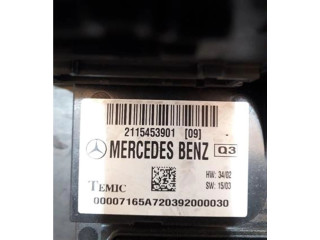 2115453901 [09]
MERCEDES BENZ Q3
HW: 34/02
SW: 15/03
TEMIC
00007165A720392000030